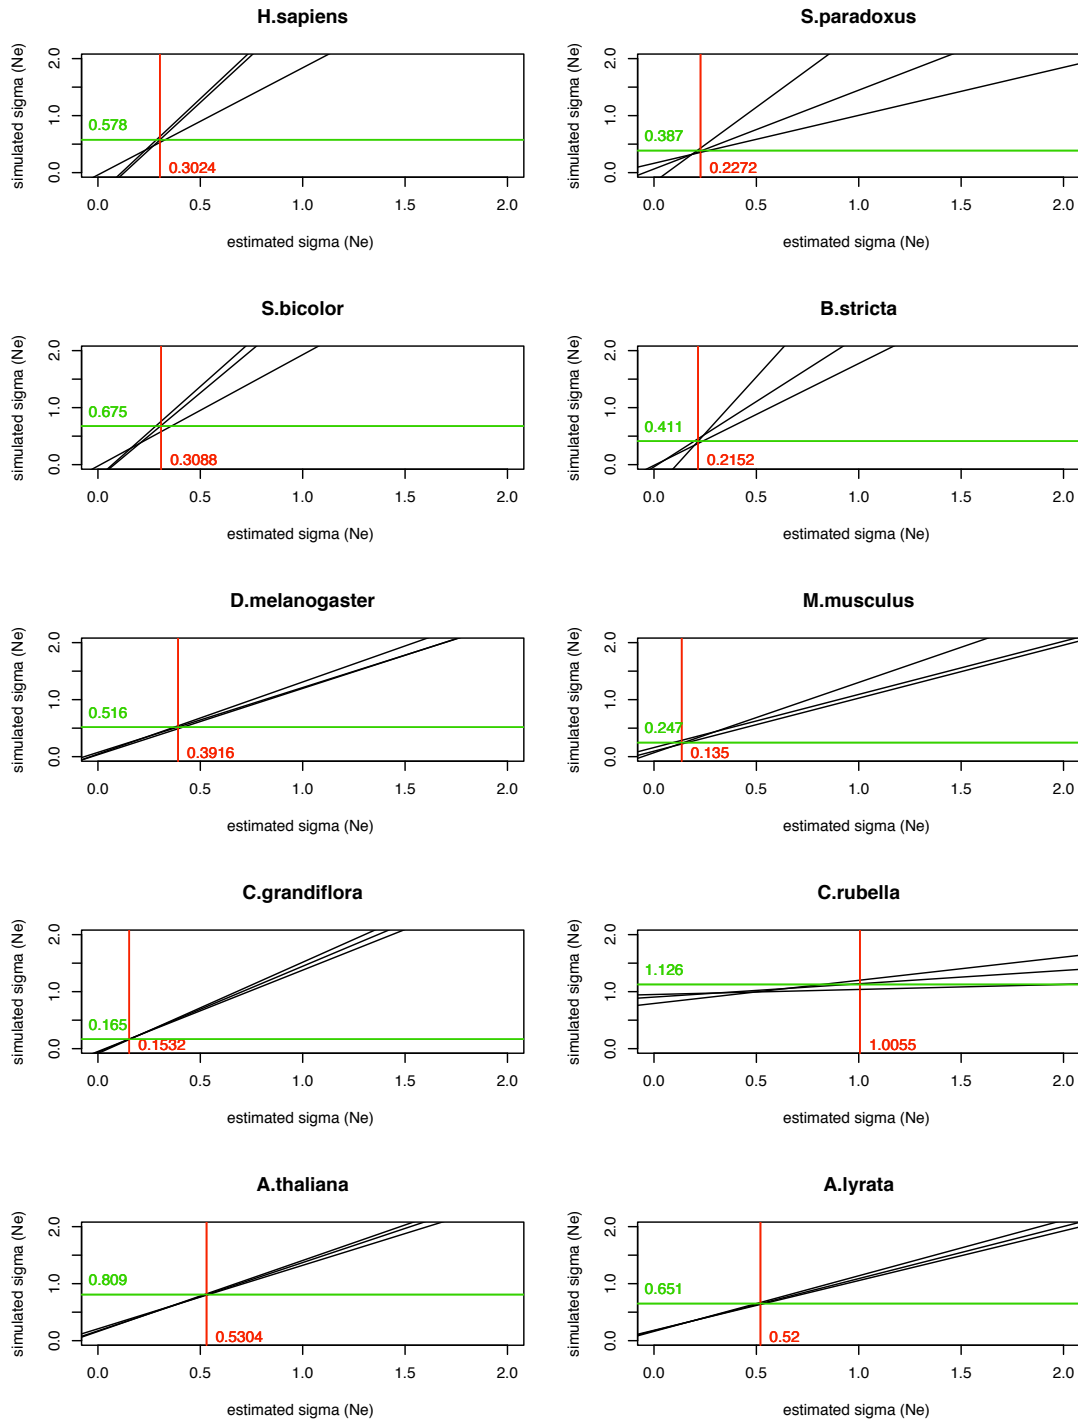 H.sapiens
simulated sigma (Ne)
0.0 1.0 2.0
0.578
0.3024
0.0 0.5 1.0 1.5 2.0
estimated sigma (Ne)
S.paradoxus
simulated sigma (Ne)
0.0 1.0 2.0
0.387
0.2272
0.0 0.5 1.0 1.5 2.0
estimated sigma (Ne)
S.bicolor
simulated sigma (Ne)
0.0 1.0 2.0
0.675
0.3088
0.0 0.5 1.0 1.5 2.0
estimated sigma (Ne)
B.stricta
simulated sigma (Ne)
0.0 1.0 2.0
0.411
0.2152
0.0 0.5 1.0 1.5 2.0
estimated sigma (Ne)
D.melanogaster
simulated sigma (Ne)
0.0 1.0 2.0
0.516
0.3916
0.0 0.5 1.0 1.5 2.0
estimated sigma (Ne)
M.musculus
simulated sigma (Ne)
0.0 1.0 2.0
0.247
0.135
0.0 0.5 1.0 1.5 2.0
estimated sigma (Ne)
C.grandiflora
simulated sigma (Ne)
0.0 1.0 2.0
0.165
0.1532
0.0 0.5 1.0 1.5 2.0
estimated sigma (Ne)
C.rubella
simulated sigma (Ne)
0.0 1.0 2.0
1.126
1.0055
0.0 0.5 1.0 1.5 2.0
estimated sigma (Ne)
A.thaliana
simulated sigma (Ne)
0.0 1.0 2.0
0.809
0.5304
0.0 0.5 1.0 1.5 2.0
estimated sigma (Ne)
A.lyrata
simulated sigma (Ne)
0.0 1.0 2.0
0.651
0.52
0.0 0.5 1.0 1.5 2.0
estimated sigma (Ne)